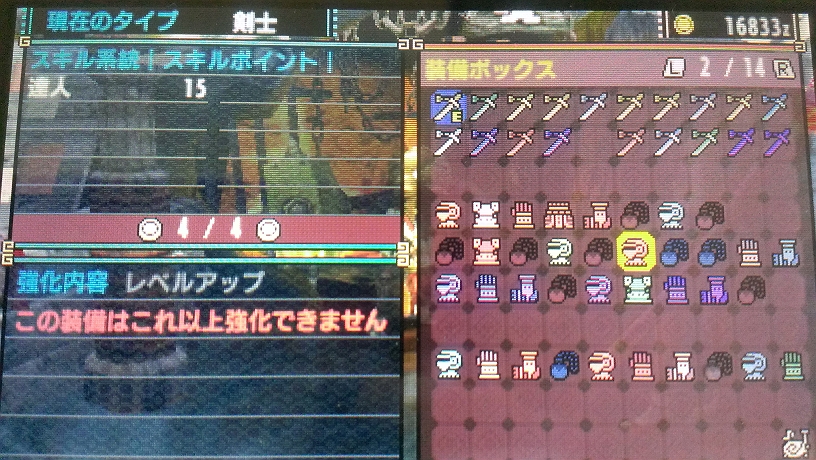 現在のタイプ 剣士
16833z
スキル系統 スキルポイント
装備ボックス L 2 / 14 R
達人 15
E
4 / 4
強化内容 レベルアップ
この装備はこれ以上強化できません